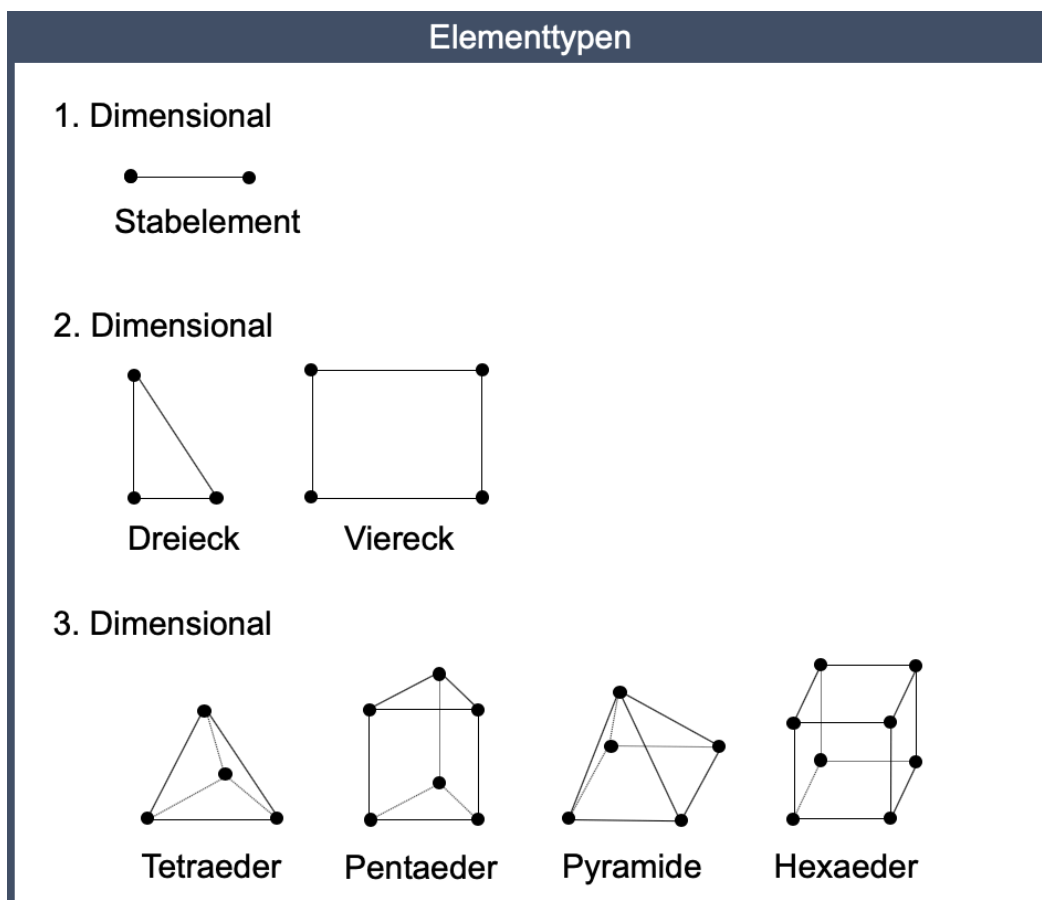 Elementtypen
1. Dimensional
Stabelement
2. Dimensional
Dreieck Viereck
3. Dimensional
Tetraeder Pentaeder Pyramide Hexaeder